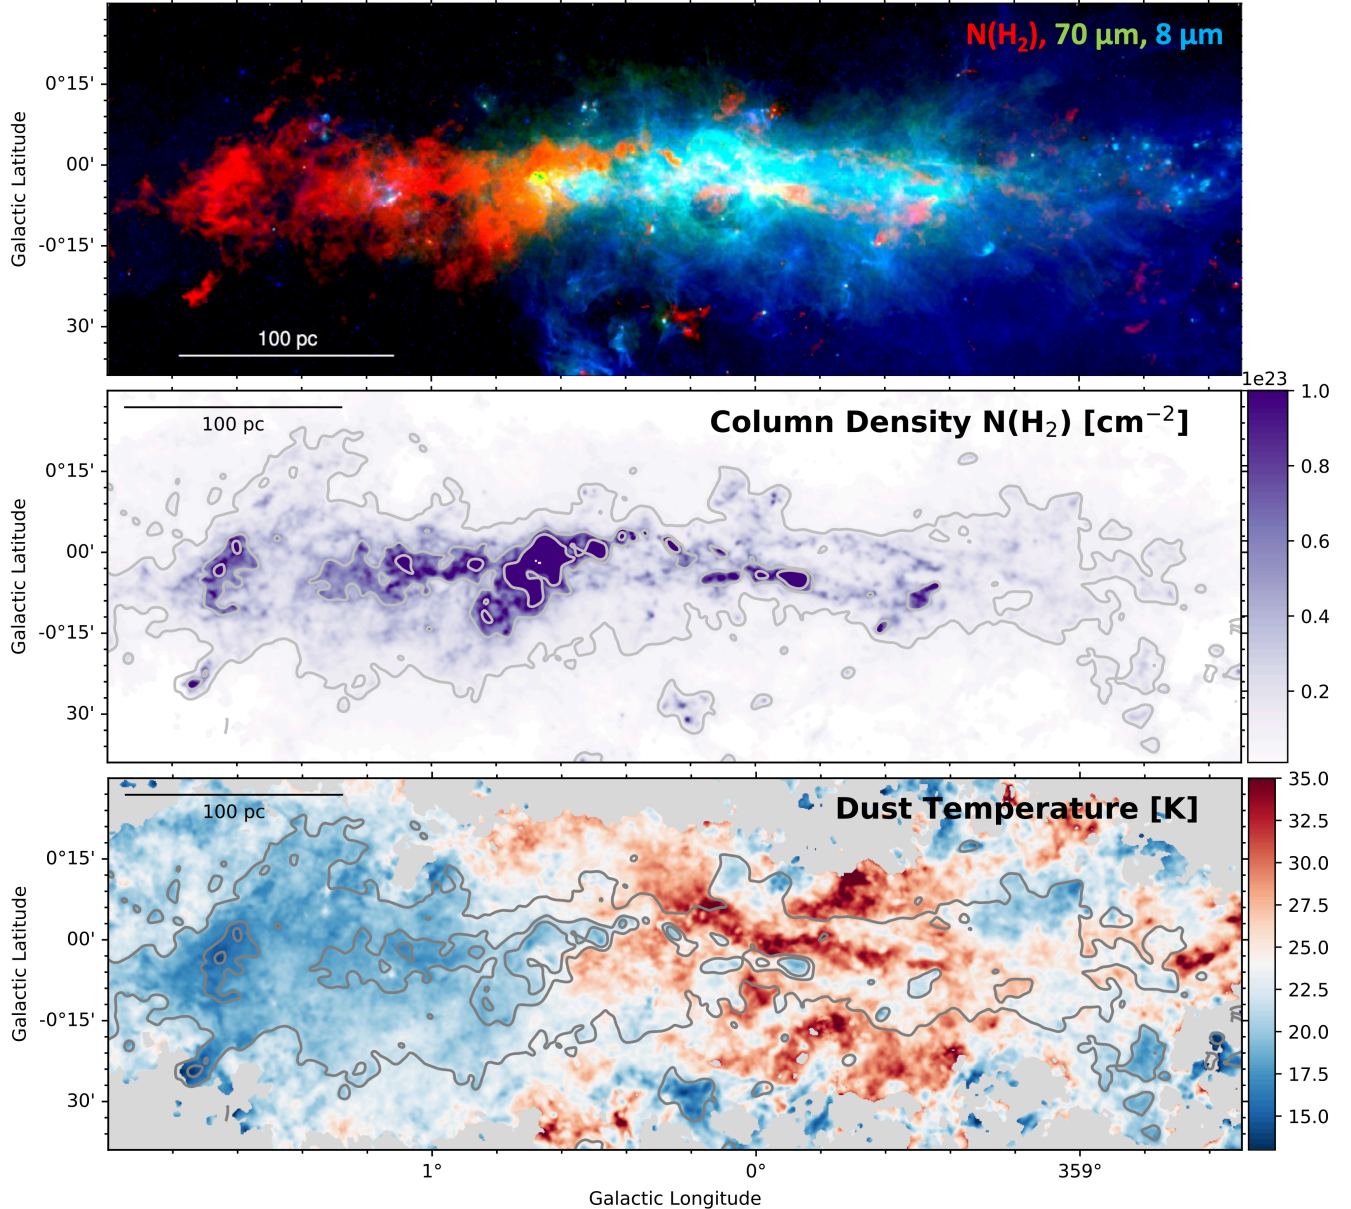 N(H₂), 70 μm, 8 μm
0°15'
00'
-0°15'
30'
Galactic Latitude
100 pc
1e23
Column Density N(H₂) [cm⁻²]
100 pc
0°15'
00'
-0°15'
30'
Galactic Latitude
1.0
0.8
0.6
0.4
0.2
Dust Temperature [K]
100 pc
0°15'
00'
-0°15'
30'
Galactic Latitude
35.0
32.5
30.0
27.5
25.0
22.5
20.0
17.5
15.0
1°
0°
359°
Galactic Longitude